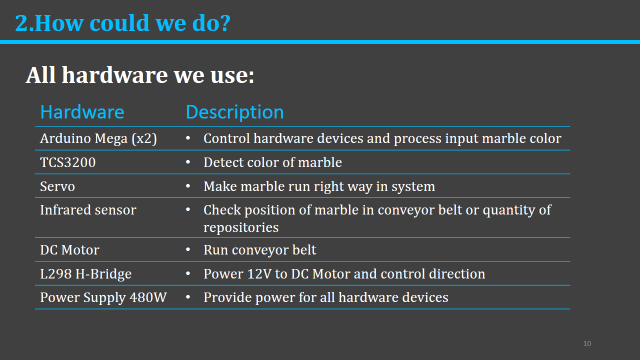 2.How could we do?
All hardware we use:
Hardware Description
Arduino Mega (x2) • Control hardware devices and process input marble color
TCS3200 • Detect color of marble
Servo • Make marble run right way in system
Infrared sensor • Check position of marble in conveyor belt or quantity of
repositories
DC Motor • Run conveyor belt
L298 H-Bridge • Power 12V to DC Motor and control direction
Power Supply 480W • Provide power for all hardware devices
10